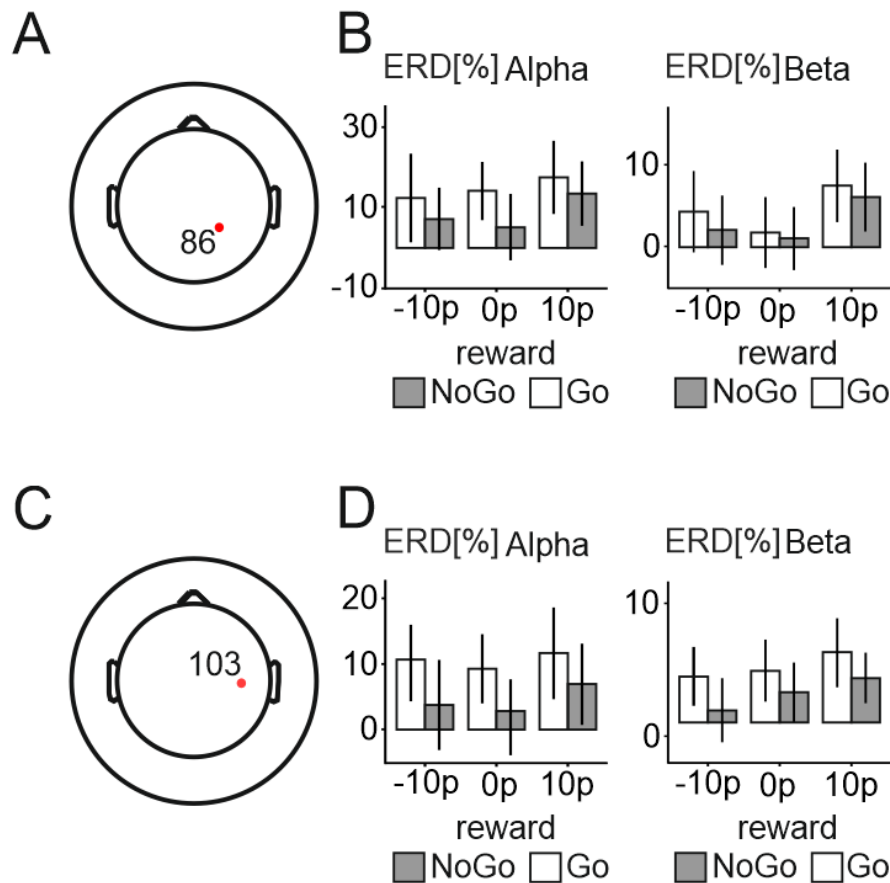 A
B
86
ERD[%] Alpha
30
10
-10
-10p 0p 10p
reward
NoGo Go
ERD[%] Beta
10
0
-10p 0p 10p
reward
NoGo Go
C
D
103
ERD[%] Alpha
20
10
0
-10p 0p 10p
reward
NoGo Go
ERD[%] Beta
10
0
-10p 0p 10p
reward
NoGo Go